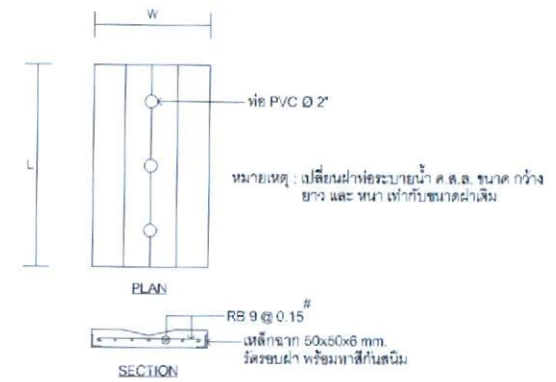 W
L
ท่อ PVC Ø 2"
หมายเหตุ : เปลี่ยนฝาท่อระบายน้ำ ค.ส.ล. ขนาด กว้าง
ยาว และ หนา เท่ากับขนาดฝาเดิม
PLAN
RB 9 @ 0.15 #
เหล็กฉาก 50x50x6 mm.
รัดรอบฝา พร้อมทาสีกันสนิม
SECTION